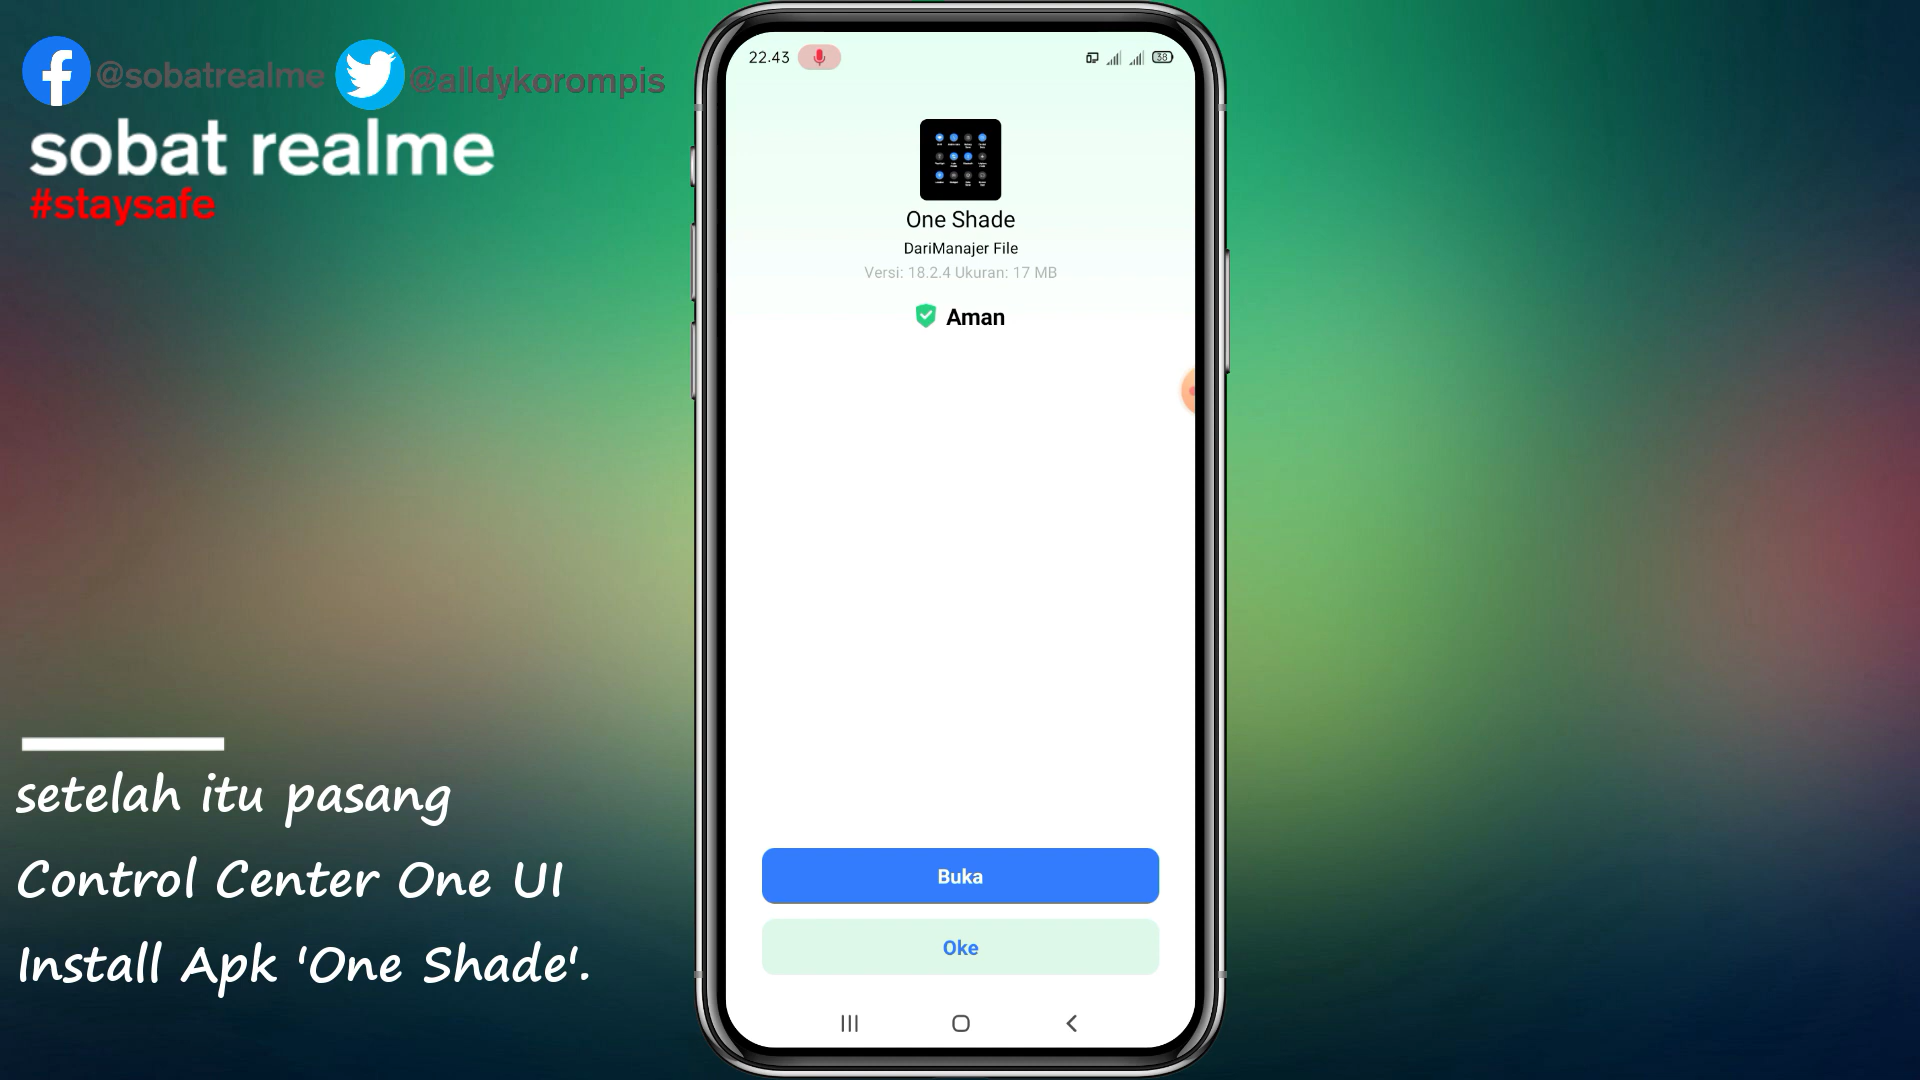 @sobatrealme @alldykorompis
sobat realme
#staysafe
22.43
38
One Shade
DariManajer File
Versi: 18.2.4 Ukuran: 17 MB
Aman
Buka
Oke
setelah itu pasang
Control Center One UI
Install Apk 'One Shade'.